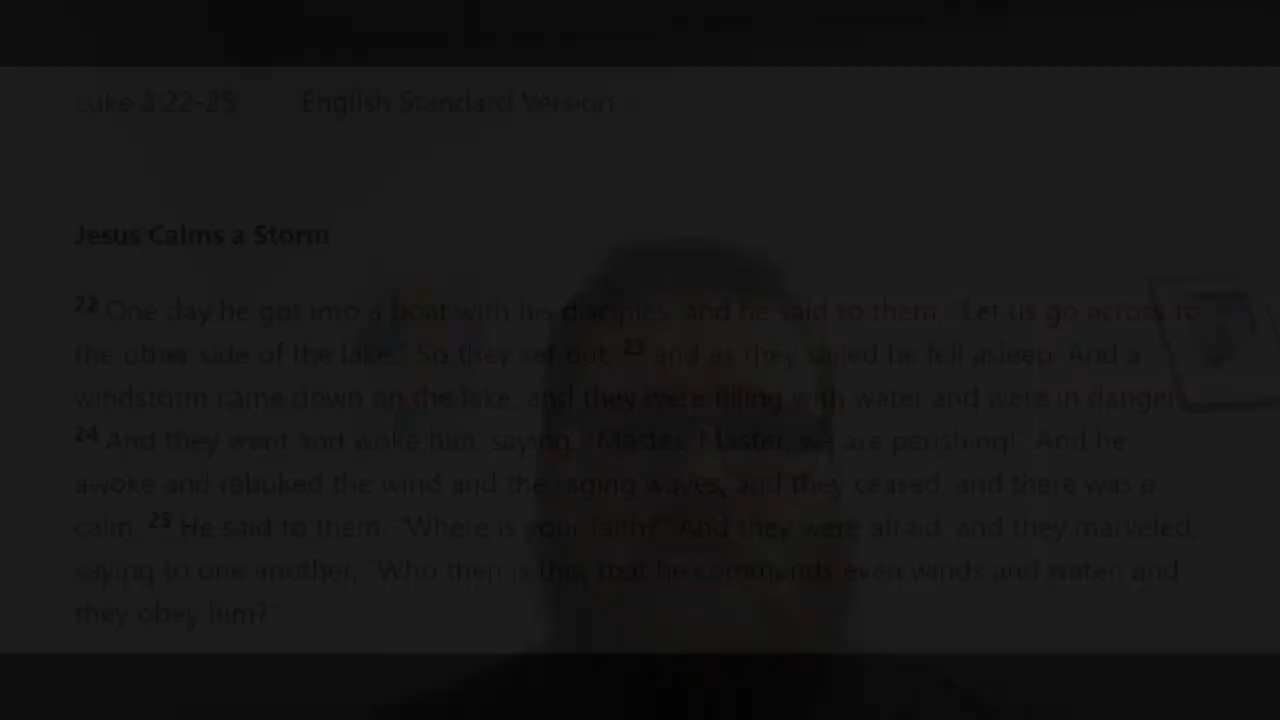 Luke 8:22–25 English Standard Version
Jesus Calms a Storm
22 One day he got into a boat with his disciples, and he said to them, "Let us go across to
the other side of the lake." So they set out, 23 and as they sailed he fell asleep. And a
windstorm came down on the lake, and they were filling with water and were in danger.
24 And they went and woke him, saying, "Master, Master, we are perishing!" And he
awoke and rebuked the wind and the raging waves, and they ceased, and there was a
calm. 25 He said to them, "Where is your faith?" And they were afraid, and they marveled,
saying to one another, "Who then is this, that he commands even winds and water, and
they obey him?"